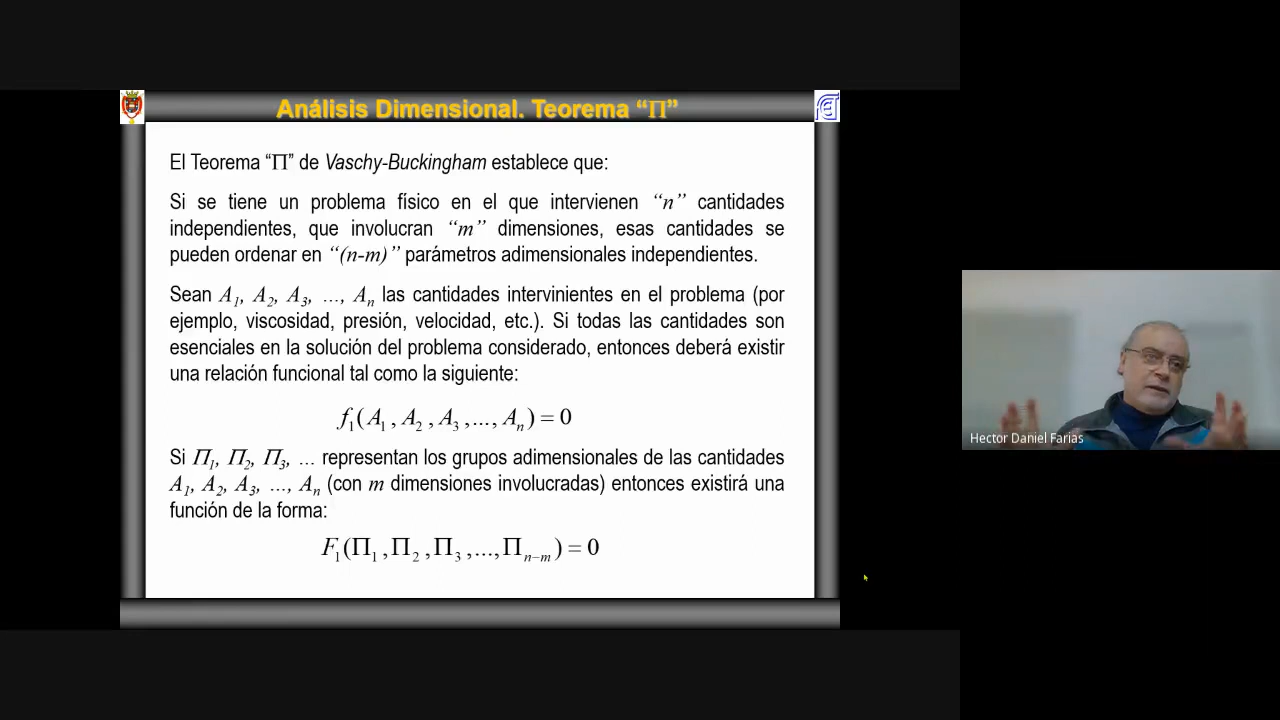 Análisis Dimensional. Teorema “Π”
El Teorema “Π” de Vaschy-Buckingham establece que:
Si se tiene un problema físico en el que intervienen “n” cantidades
independientes, que involucran “m” dimensiones, esas cantidades se
pueden ordenar en “(n-m)” parámetros adimensionales independientes.
Sean A₁, A₂, A₃, ..., Aₙ las cantidades intervinientes en el problema (por
ejemplo, viscosidad, presión, velocidad, etc.). Si todas las cantidades son
esenciales en la solución del problema considerado, entonces deberá existir
una relación funcional tal como la siguiente:
f₁(A₁, A₂, A₃,..., Aₙ) = 0
Si Π₁, Π₂, Π₃, ... representan los grupos adimensionales de las cantidades
A₁, A₂, A₃, ..., Aₙ (con m dimensiones involucradas) entonces existirá una
función de la forma:
F₁(Π₁, Π₂, Π₃,..., Πₙ₋ₘ) = 0
Hector Daniel Farias